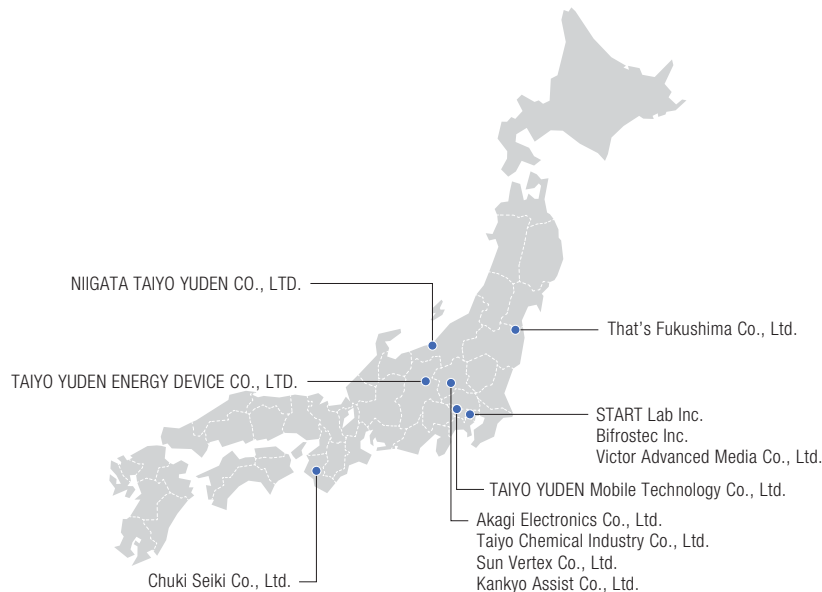 NIIGATA TAIYO YUDEN CO., LTD.
That's Fukushima Co., Ltd.
TAIYO YUDEN ENERGY DEVICE CO., LTD.
START Lab Inc.
Bifrostec Inc.
Victor Advanced Media Co., Ltd.
TAIYO YUDEN Mobile Technology Co., Ltd.
Akagi Electronics Co., Ltd.
Taiyo Chemical Industry Co., Ltd.
Sun Vertex Co., Ltd.
Kankyo Assist Co., Ltd.
Chuki Seiki Co., Ltd.